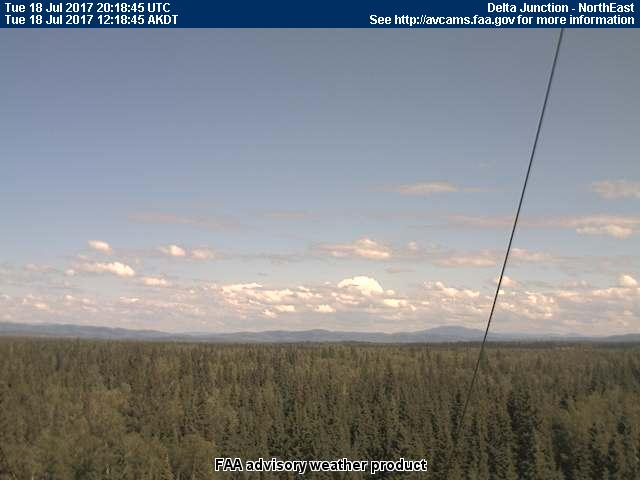 Tue 18 Jul 2017 20:18:45 UTC Delta Junction - NorthEast
Tue 18 Jul 2017 12:18:45 AKDT See http://avcams.faa.gov for more information
FAA advisory weather product